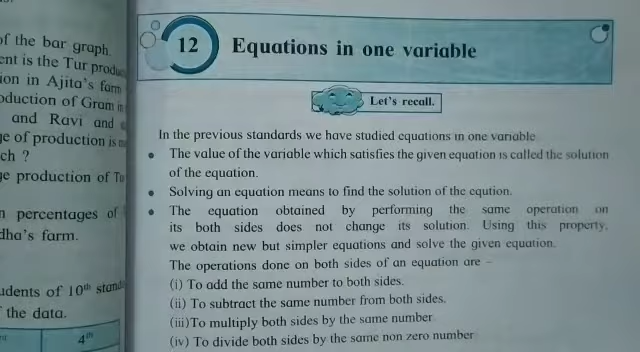 of the bar graph.
ent is the Tur
ion in Ajita's farm
oduction of Gram in
and Ravi and
ge of production is
ch ?
ge production of
n percentages of
dha's farm.
udents of 10th
the data.
4th
12 Equations in one variable
Let's recall.
In the previous standards we have studied equations in one variable
• The value of the variable which satisfies the given equation is called the solution
of the equation.
• Solving an equation means to find the solution of the eqution.
• The equation obtained by performing the same operation on
its both sides does not change its solution. Using this property,
we obtain new but simpler equations and solve the given equation.
The operations done on both sides of an equation are –
(i) To add the same number to both sides.
(ii) To subtract the same number from both sides.
(iii)To multiply both sides by the same number
(iv) To divide both sides by the same non zero number